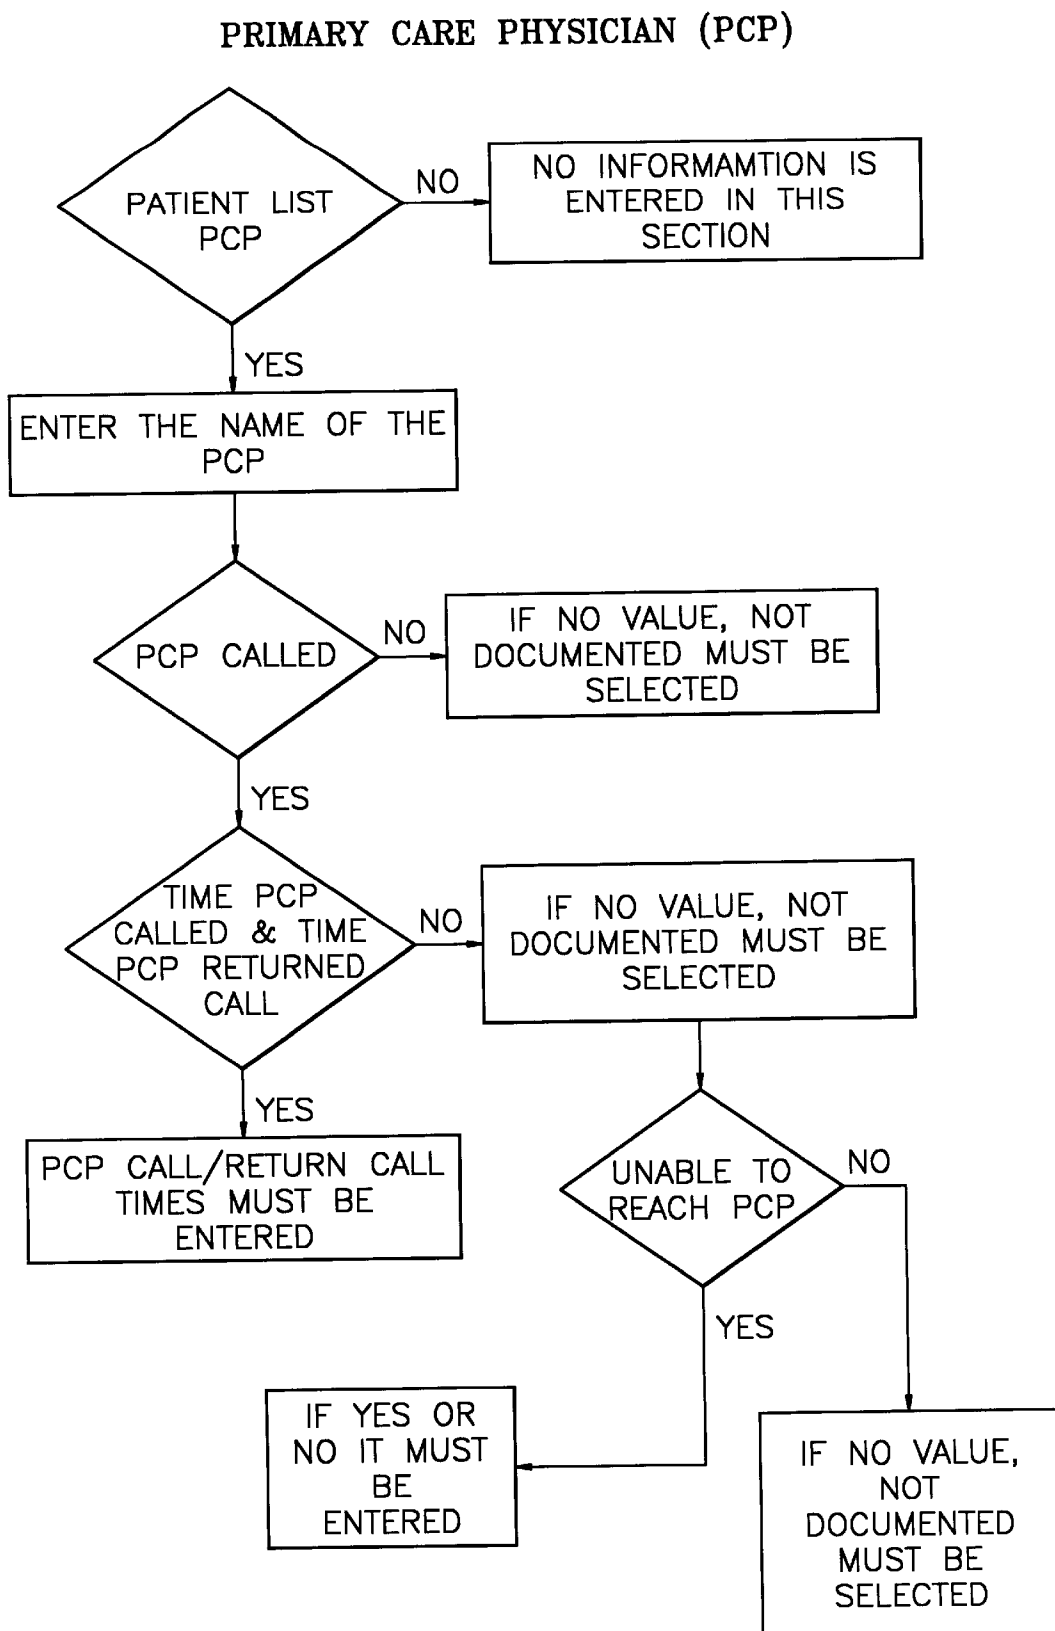 PRIMARY CARE PHYSICIAN (PCP)
PATIENT LIST
PCP
NO
NO INFORMAMTION IS
ENTERED IN THIS
SECTION
YES
ENTER THE NAME OF THE
PCP
PCP CALLED
NO
IF NO VALUE, NOT
DOCUMENTED MUST BE
SELECTED
YES
TIME PCP
CALLED & TIME
PCP RETURNED
CALL
NO
IF NO VALUE, NOT
DOCUMENTED MUST BE
SELECTED
YES
PCP CALL/RETURN CALL
TIMES MUST BE
ENTERED
UNABLE TO
REACH PCP
NO
YES
IF YES OR
NO IT MUST
BE
ENTERED
IF NO VALUE,
NOT
DOCUMENTED
MUST BE
SELECTED